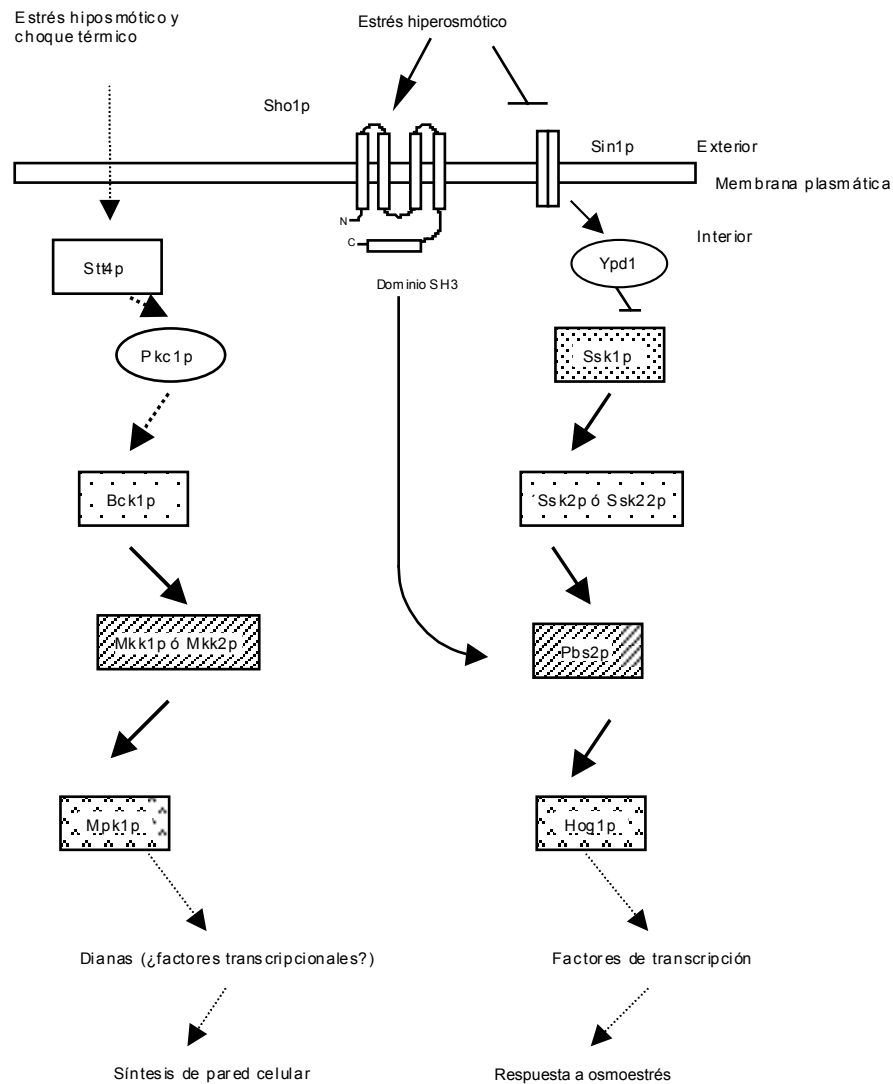 Estrés hiposmótico y
choque térmico
Estrés hiperosmótico
Sho1p
Sin1p
Exterior
Membrana plasmática
Interior
N
C
Dominio SH3
Stt4p
Ypd1
Pkc1p
Ssk1p
Bck1p
´Ssk2p ó Ssk22p
Mkk1p ó Mkk2p
Pbs2p
Mpk1p
Hog1p
Dianas (¿factores transcripcionales?)
Factores de transcripción
Síntesis de pared celular
Respuesta a osmoestrés